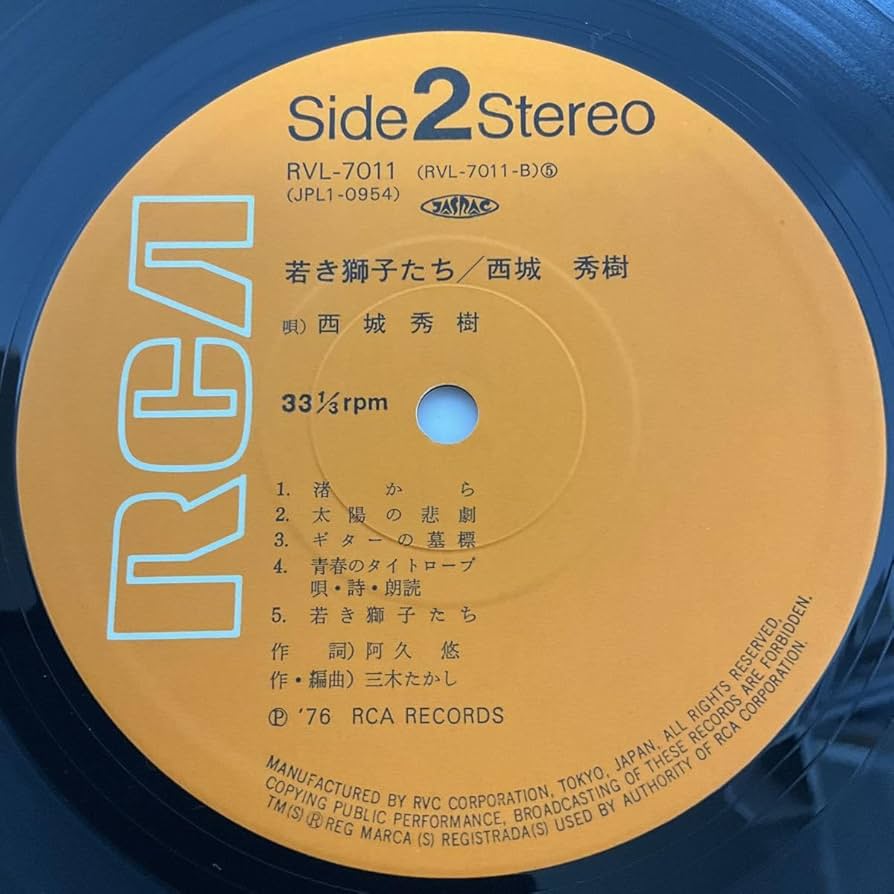 Side 2 Stereo
RVL-7011 (RVL-7011-B)⑤
(JPL1-0954)
JASRAC
若き獅子たち/西城 秀樹
唄) 西城秀樹
33 1/3 rpm
RCA
1. 渚から
2. 太陽の悲劇
3. ギターの墓標
4. 青春のタイトロープ
唄・詩・朗読
5. 若き獅子たち
作詞) 阿久悠
作・編曲) 三木たかし
Ⓟ '76 RCA RECORDS
MANUFACTURED BY RVC CORPORATION, TOKYO, JAPAN, ALL RIGHTS RESERVED,
COPYING PUBLIC PERFORMANCE, BROADCASTING OF THESE RECORDS ARE FORBIDDEN.
TM(S) ® REG MARCA (S) REGISTRADA(S) USED BY AUTHORITY OF RCA CORPORATION.